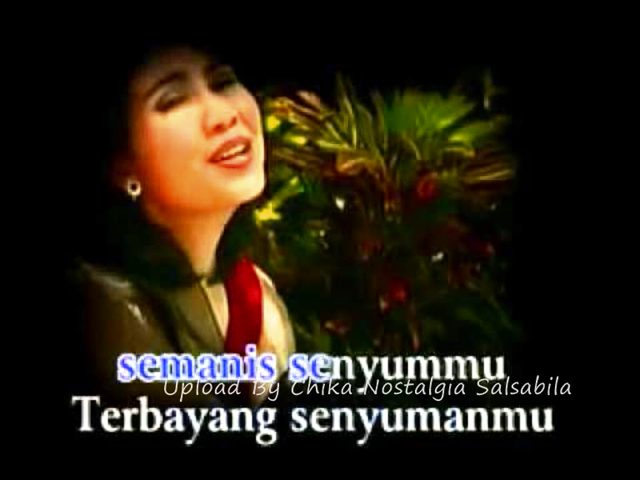 semanis senyummu
Upload By Chika Nostalgia Salsabila
Terbayang senyumanmu